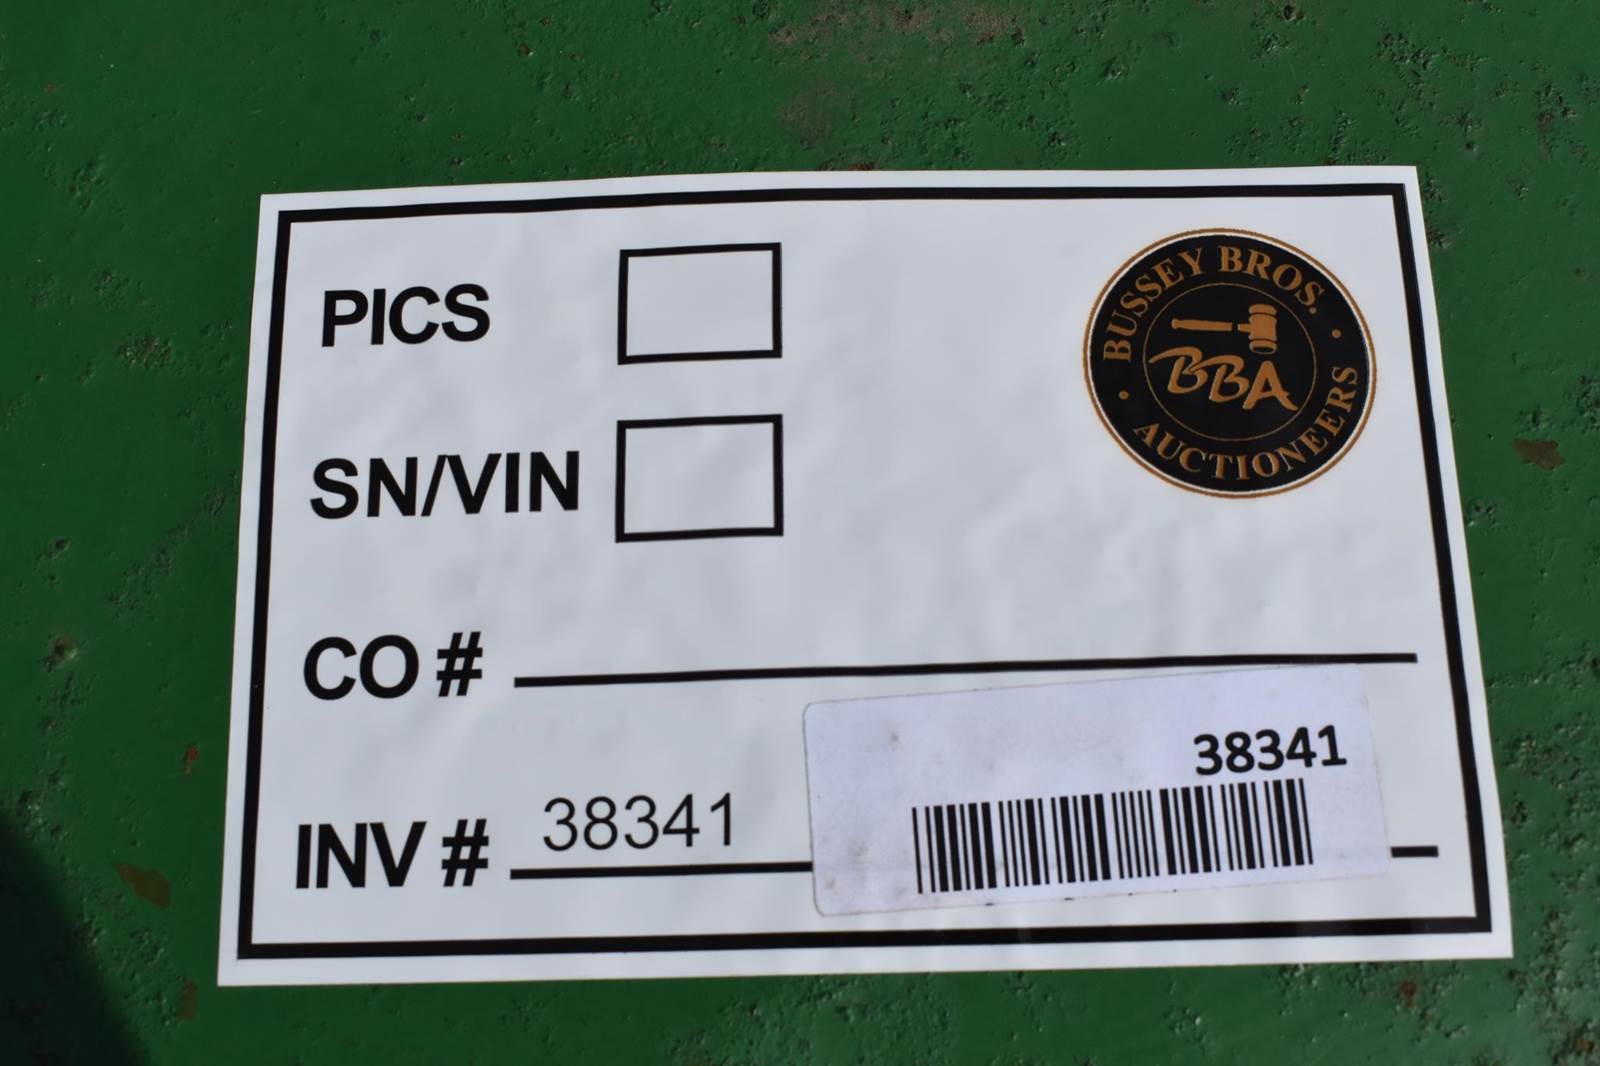 PICS
BUSSEY BROS.
BBA
AUCTIONEERS
SN/VIN
CO #
38341
INV # 38341